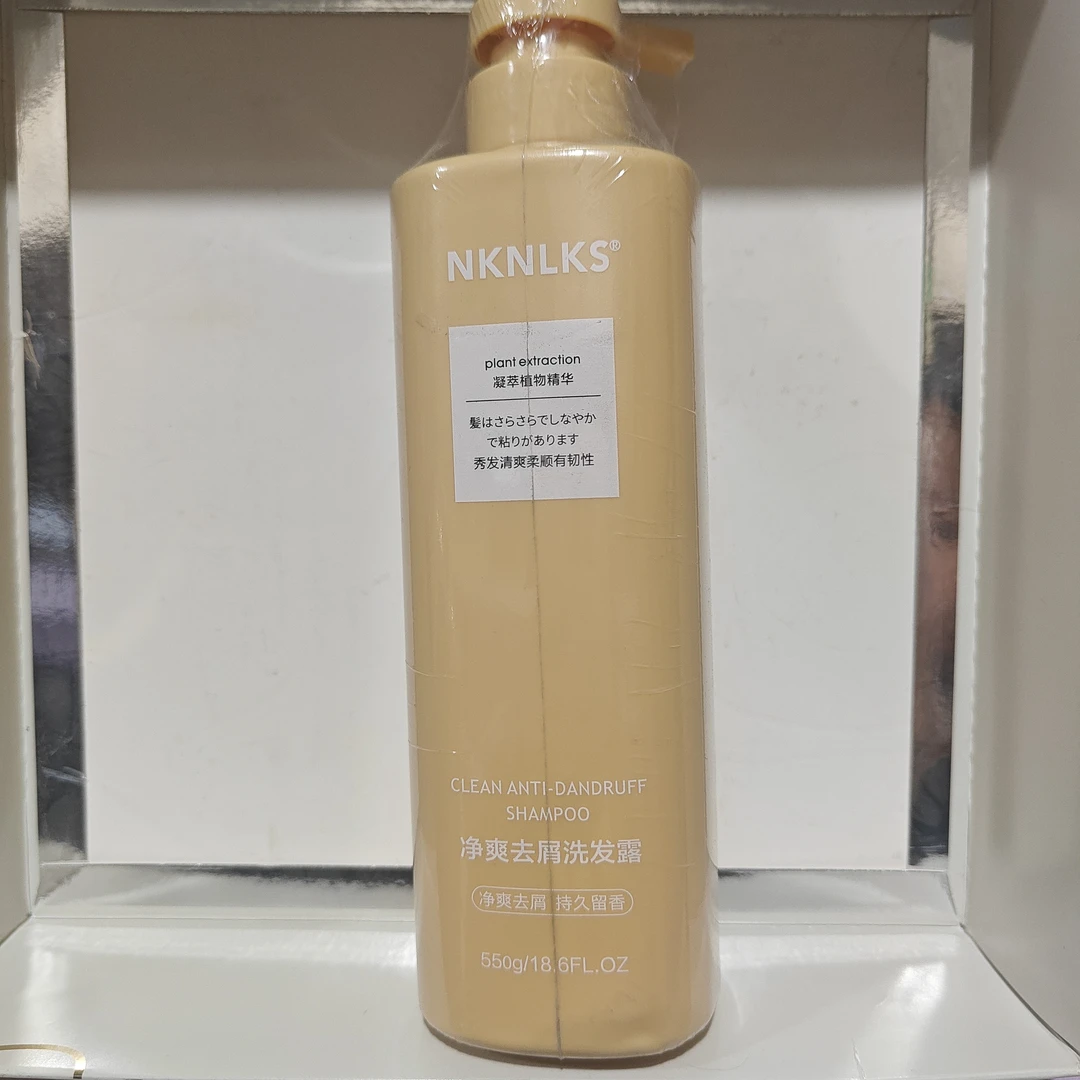 NKNLKS®
plant extraction
凝萃植物精华
髪はさらさらでしなやか
で粘りがあります
秀发清爽柔顺有韧性
CLEAN ANTI-DANDRUFF
SHAMPOO
净爽去屑洗发露
净爽去屑 持久留香
550g/18.6FL.OZ